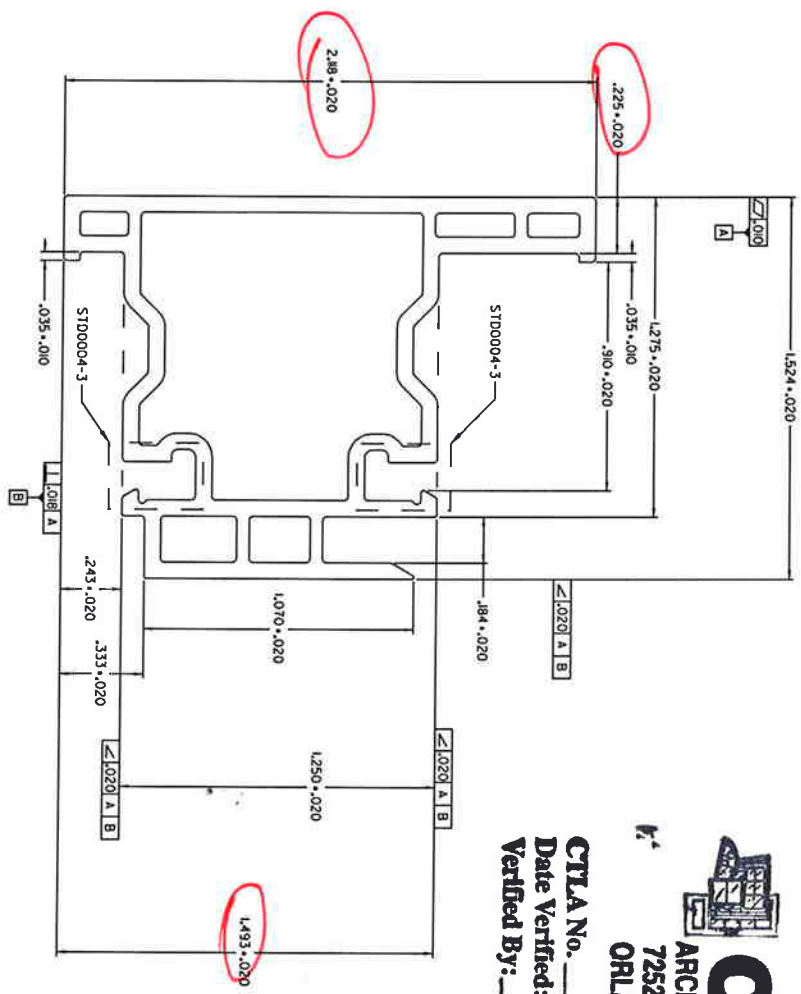 .010
A
1.524±.020
.225±.020
2.118±.020
1.275±.020
.035±.010
.910±.020
STD0004-3
STD0004-3
.035±.010
.018 A
B
.184±.020
.020 A B
1.070±.020
.243±.020
.333±.020
.020 A B
.020 A B
1.250±.020
1.493±.020
C
ARCH
7252
ORL
CTLA No.
Date Verified:
Verified By: